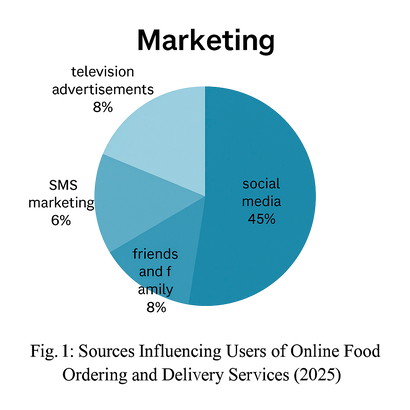 Marketing
television
advertisements
8%
social
media
45%
SMS
marketing
6%
friends
and f
amily
8%
Fig. 1: Sources Influencing Users of Online Food
Ordering and Delivery Services (2025)